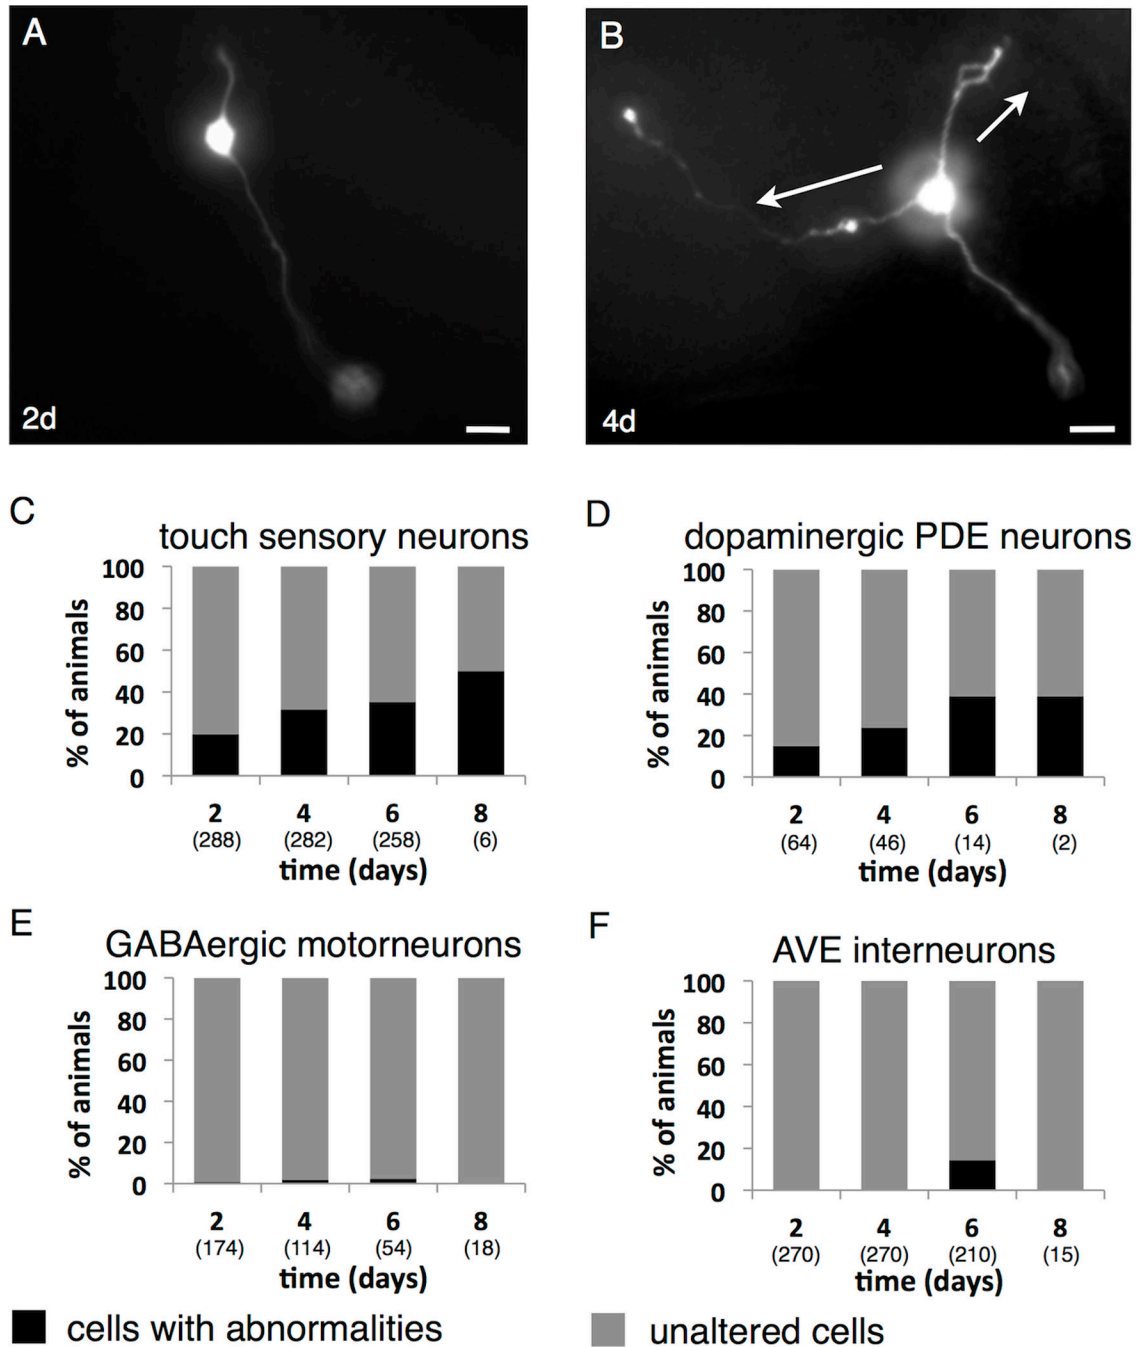 A
B
2d
4d
C
touch sensory neurons
% of animals
100
80
60
40
20
0
2
4
6
8
(288)
(282)
(258)
(6)
time (days)
D
dopaminergic PDE neurons
% of animals
100
80
60
40
20
0
2
4
6
8
(64)
(46)
(14)
(2)
time (days)
E
GABAergic motorneurons
% of animals
100
80
60
40
20
0
2
4
6
8
(174)
(114)
(54)
(18)
time (days)
F
AVE interneurons
% of animals
100
80
60
40
20
0
2
4
6
8
(270)
(270)
(210)
(15)
time (days)
cells with abnormalities
unaltered cells